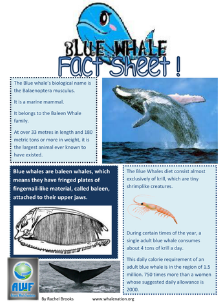 BLUE WHALE
Fact Sheet !
The Blue whale's biological name is
the Balaenoptera musculus.
It is a marine mammal.
It belongs to the Baleen Whale
family.
At over 32 metres in length and 180
metric tons or more in weight, it is
the largest animal ever known to
have existed.
Blue whales are baleen whales, which
means they have fringed plates of
fingernail-like material, called baleen,
attached to their upper jaws.
The Blue Whales diet consist almost
exclusively of krill, which are tiny
shrimplike creatures.
During certain times of the year, a
single adult blue whale consumes
about 4 tons of krill a day.
This daily calorie requirement of an
adult blue whale is in the region of 1.5
million. 750 times more than a women
whose suggested daily allowance is
2000.
AWF
By Rachel Brooks